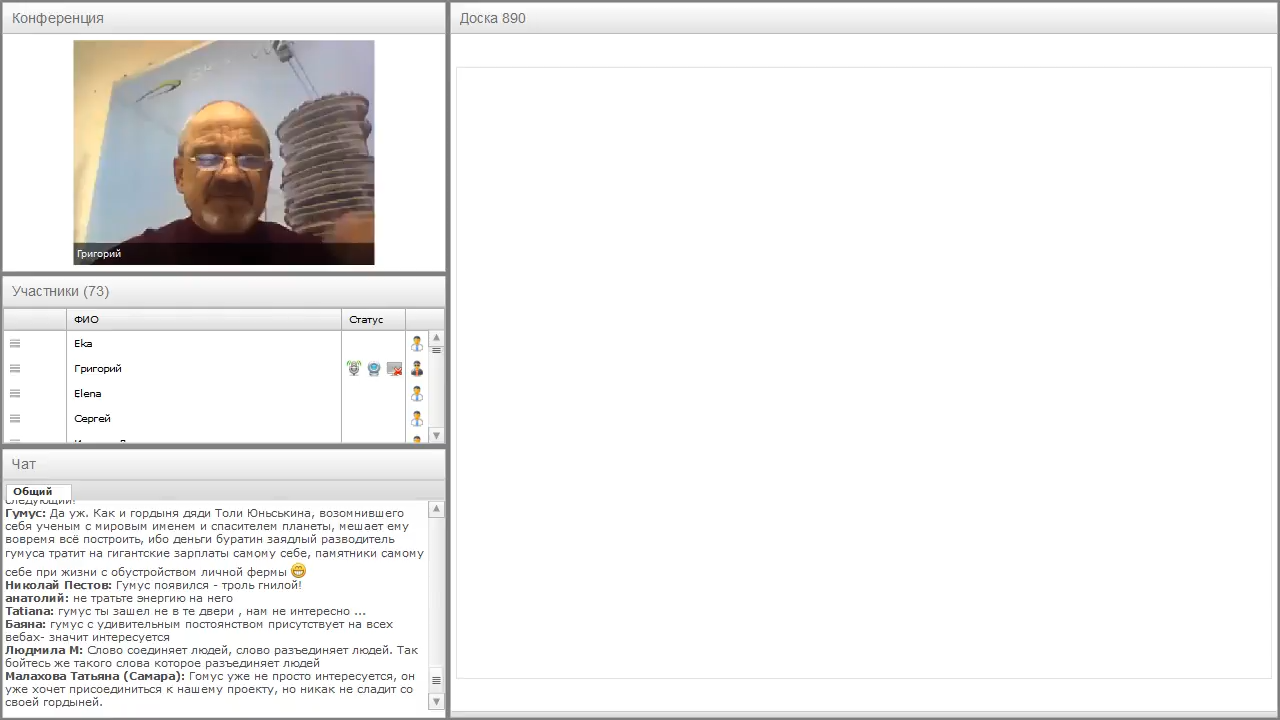 Конференция
Доска 890
Григорий
Участники (73)
ФИО
Статус
Eka
Григорий
Elena
Сергей
Чат
Общий
следующий!
Гумус: Да уж. Как и гордыня дяди Толи Юньськина, возомнившего
себя ученым с мировым именем и спасителем планеты, мешает ему
вовремя всё построить, ибо деньги буратин заядлый разводитель
гумуса тратит на гигантские зарплаты самому себе, памятники самому
себе при жизни с обустройством личной фермы
Николай Пестов: Гумус появился - троль гнилой!
анатолий: не тратьте энергию на него
Tatiana: гумус ты зашел не в те двери , нам не интересно ...
Баяна: гумус с удивительным постоянством присутствует на всех
вебах- значит интересуется
Людмила М: Слово соединяет людей, слово разъединяет людей. Так
бойтесь же такого слова которое разъединяет людей
Малахова Татьяна (Самара): Гомус уже не просто интересуется, он
уже хочет присоединиться к нашему проекту, но никак не сладит со
своей гордыней.